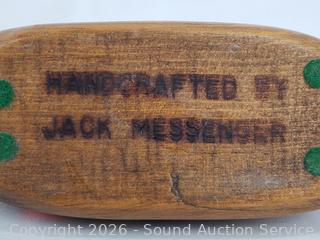 HANDCRAFTED BY
JACK MESSENGER
Copyright 2026 - Sound Auction Service